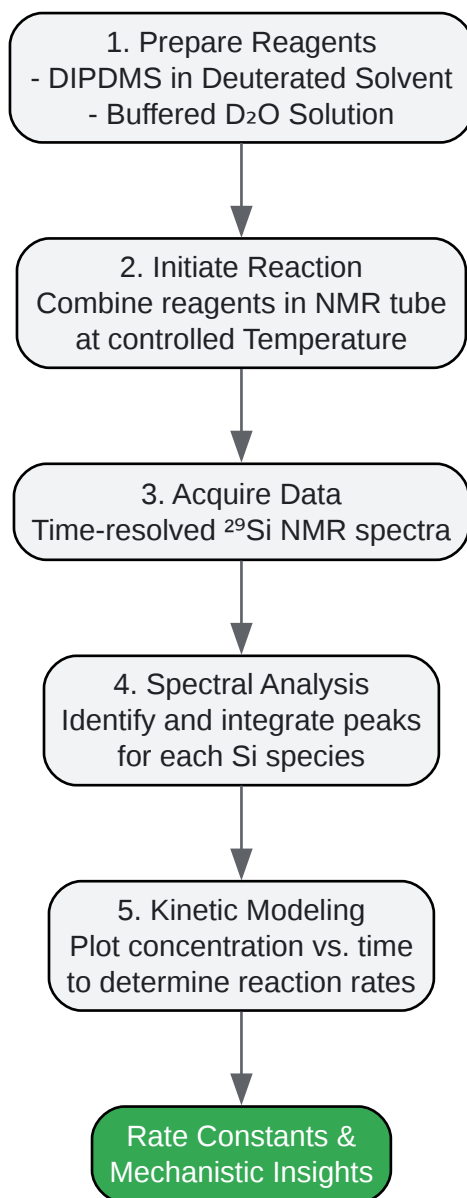 1. Prepare Reagents
- DIPDMS in Deuterated Solvent
- Buffered D₂O Solution
2. Initiate Reaction
Combine reagents in NMR tube
at controlled Temperature
3. Acquire Data
Time-resolved ²⁹Si NMR spectra
4. Spectral Analysis
Identify and integrate peaks
for each Si species
5. Kinetic Modeling
Plot concentration vs. time
to determine reaction rates
Rate Constants &
Mechanistic Insights